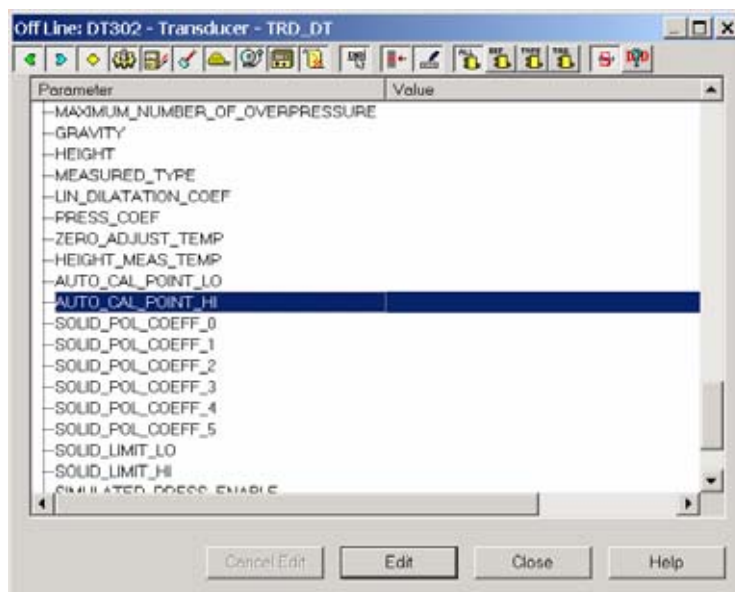 Off Line: DT302 - Transducer - TRD_DT
Parameter Value
MAXIMUM_NUMBER_OF_OVERPRESSURE
GRAVITY
HEIGHT
MEASURED_TYPE
LIN_DILATATION_COEF
PRESS_COEF
ZERO_ADJUST_TEMP
HEIGHT_MEAS_TEMP
AUTO_CAL_POINT_LO
AUTO_CAL_POINT_HI
SOLID_POL_COEFF_0
SOLID_POL_COEFF_1
SOLID_POL_COEFF_2
SOLID_POL_COEFF_3
SOLID_POL_COEFF_4
SOLID_POL_COEFF_5
SOLID_LIMIT_LO
SOLID_LIMIT_HI
SIMULATED_PRESS_ENABLE
Cancel Edit Edit Close Help